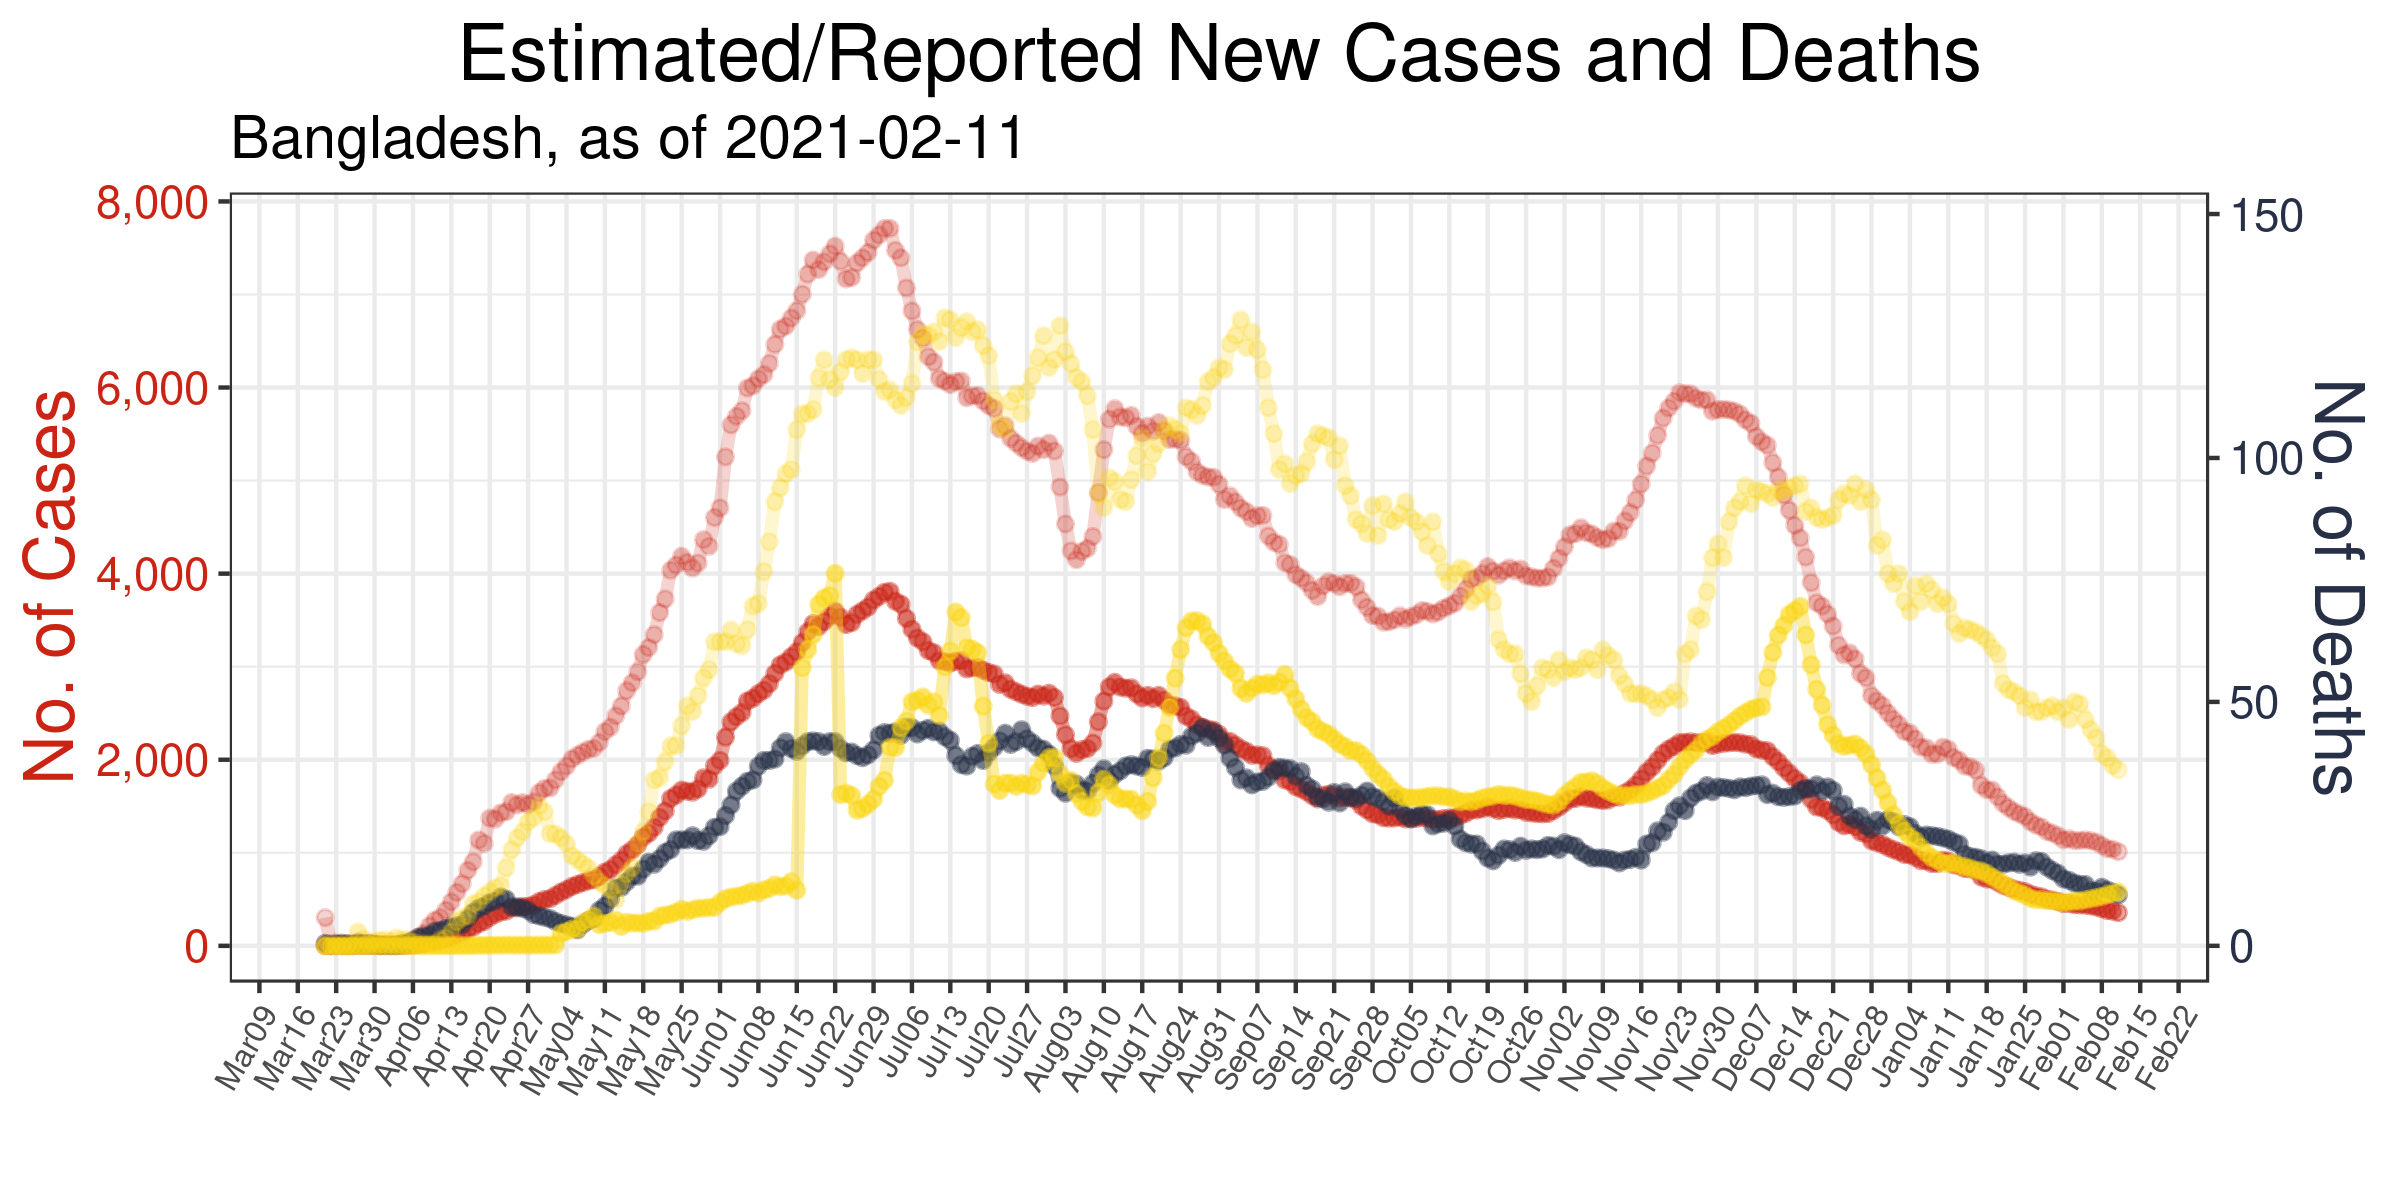 Estimated/Reported New Cases and Deaths
Bangladesh, as of 2021-02-11
No. of Cases
8,000
6,000
4,000
2,000
0
150
100
50
0
No. of Deaths
Mar09
Mar16
Mar23
Mar30
Apr06
Apr13
Apr20
Apr27
May04
May11
May18
May25
Jun01
Jun08
Jun15
Jun22
Jun29
Jul06
Jul13
Jul20
Jul27
Aug03
Aug10
Aug17
Aug24
Aug31
Sep07
Sep14
Sep21
Sep28
Oct05
Oct12
Oct19
Oct26
Nov02
Nov09
Nov16
Nov23
Nov30
Dec07
Dec14
Dec21
Dec28
Jan04
Jan11
Jan18
Jan25
Feb01
Feb08
Feb15
Feb22